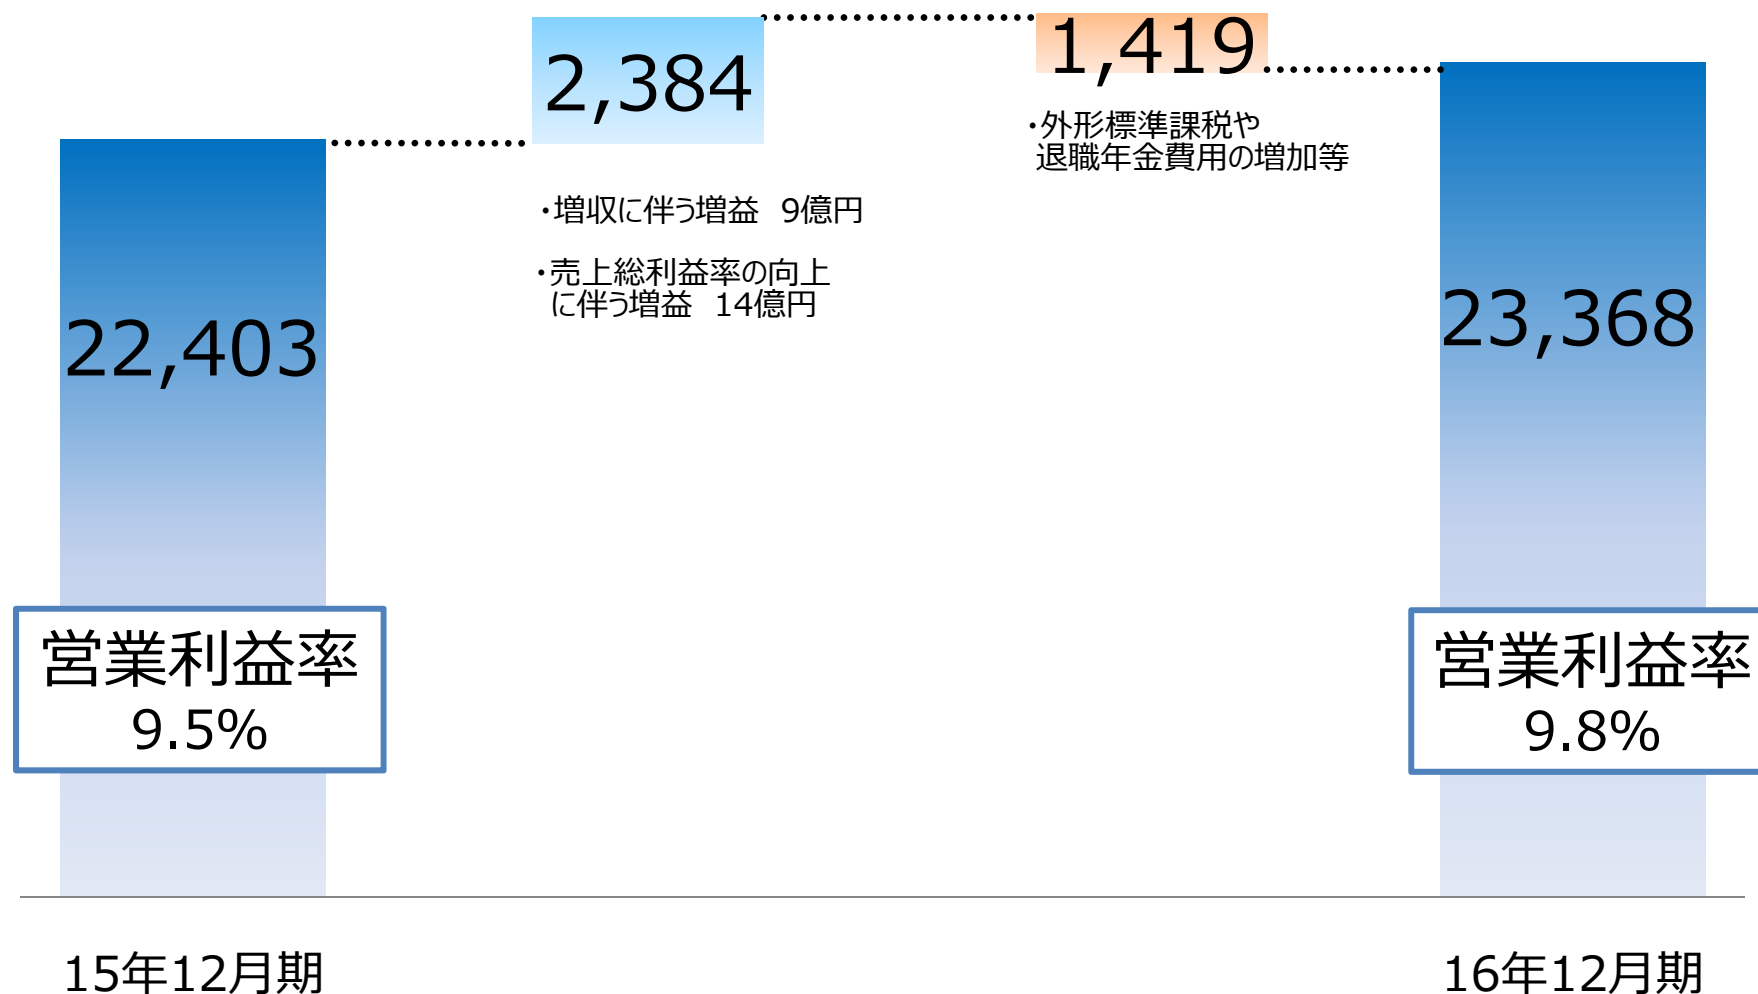 2,384
1,419
・外形標準課税や
退職年金費用の増加等
・増収に伴う増益 9億円
・売上総利益率の向上
に伴う増益 14億円
22,403
23,368
営業利益率
9.5%
営業利益率
9.8%
15年12月期
16年12月期